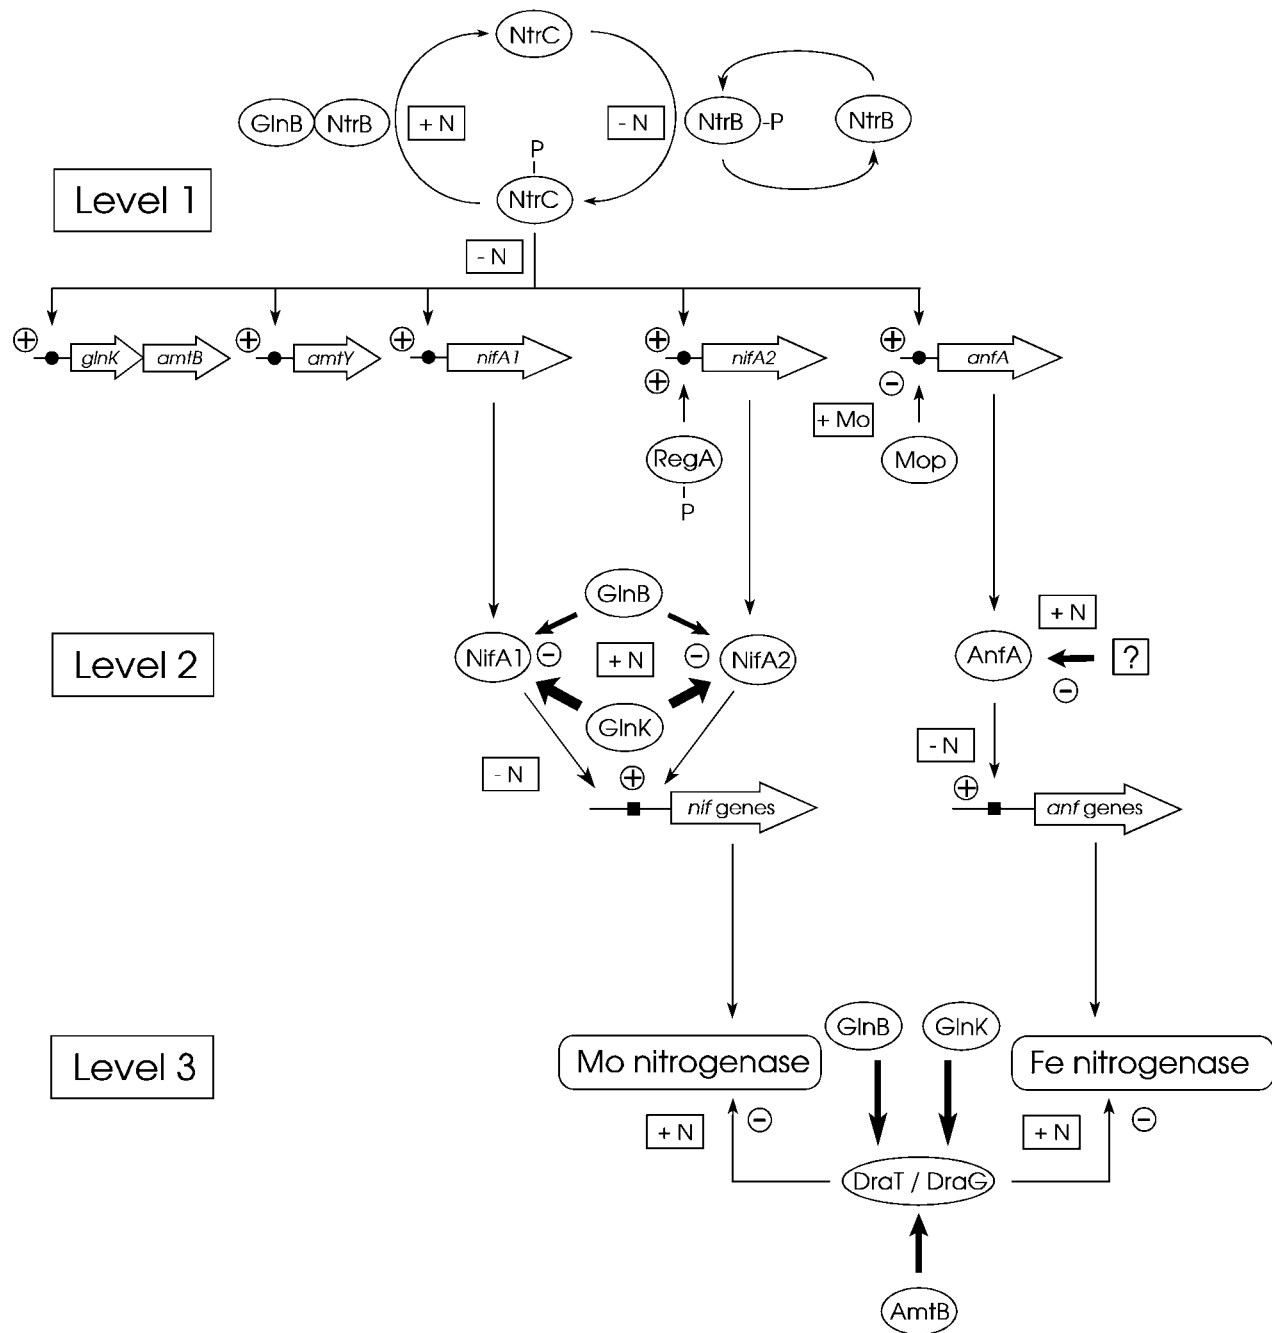 NtrC
GlnB
NtrB
+ N
- N
NtrB
-P
NtrB
P
NtrC
Level 1
- N
+
+
+
+
+
glnK
amtB
amtY
nifA1
nifA2
anfA
+
−
+ Mo
RegA
Mop
P
GlnB
+ N
Level 2
NifA1
−
+ N
−
NifA2
AnfA
?
−
GlnK
- N
- N
+
+
nif genes
anf genes
GlnB
GlnK
Level 3
Mo nitrogenase
Fe nitrogenase
+ N
−
+ N
−
DraT / DraG
AmtB